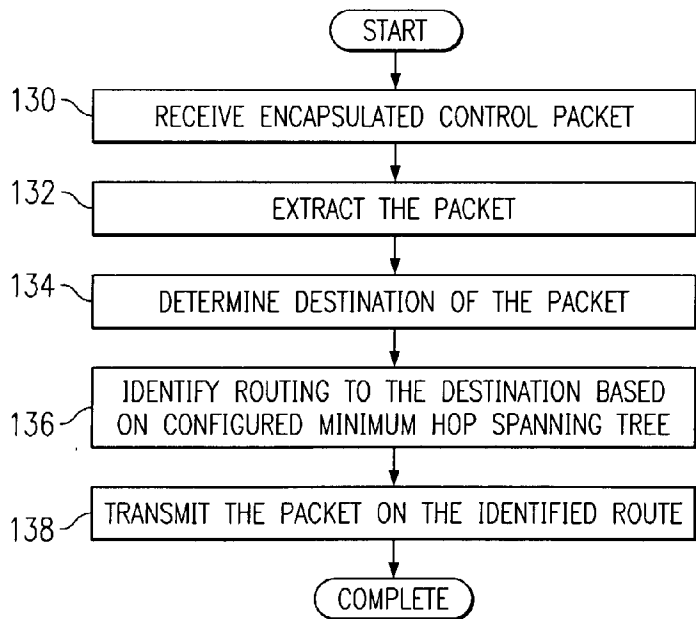 START
130
RECEIVE ENCAPSULATED CONTROL PACKET
132
EXTRACT THE PACKET
134
DETERMINE DESTINATION OF THE PACKET
136
IDENTIFY ROUTING TO THE DESTINATION BASED
ON CONFIGURED MINIMUM HOP SPANNING TREE
138
TRANSMIT THE PACKET ON THE IDENTIFIED ROUTE
COMPLETE